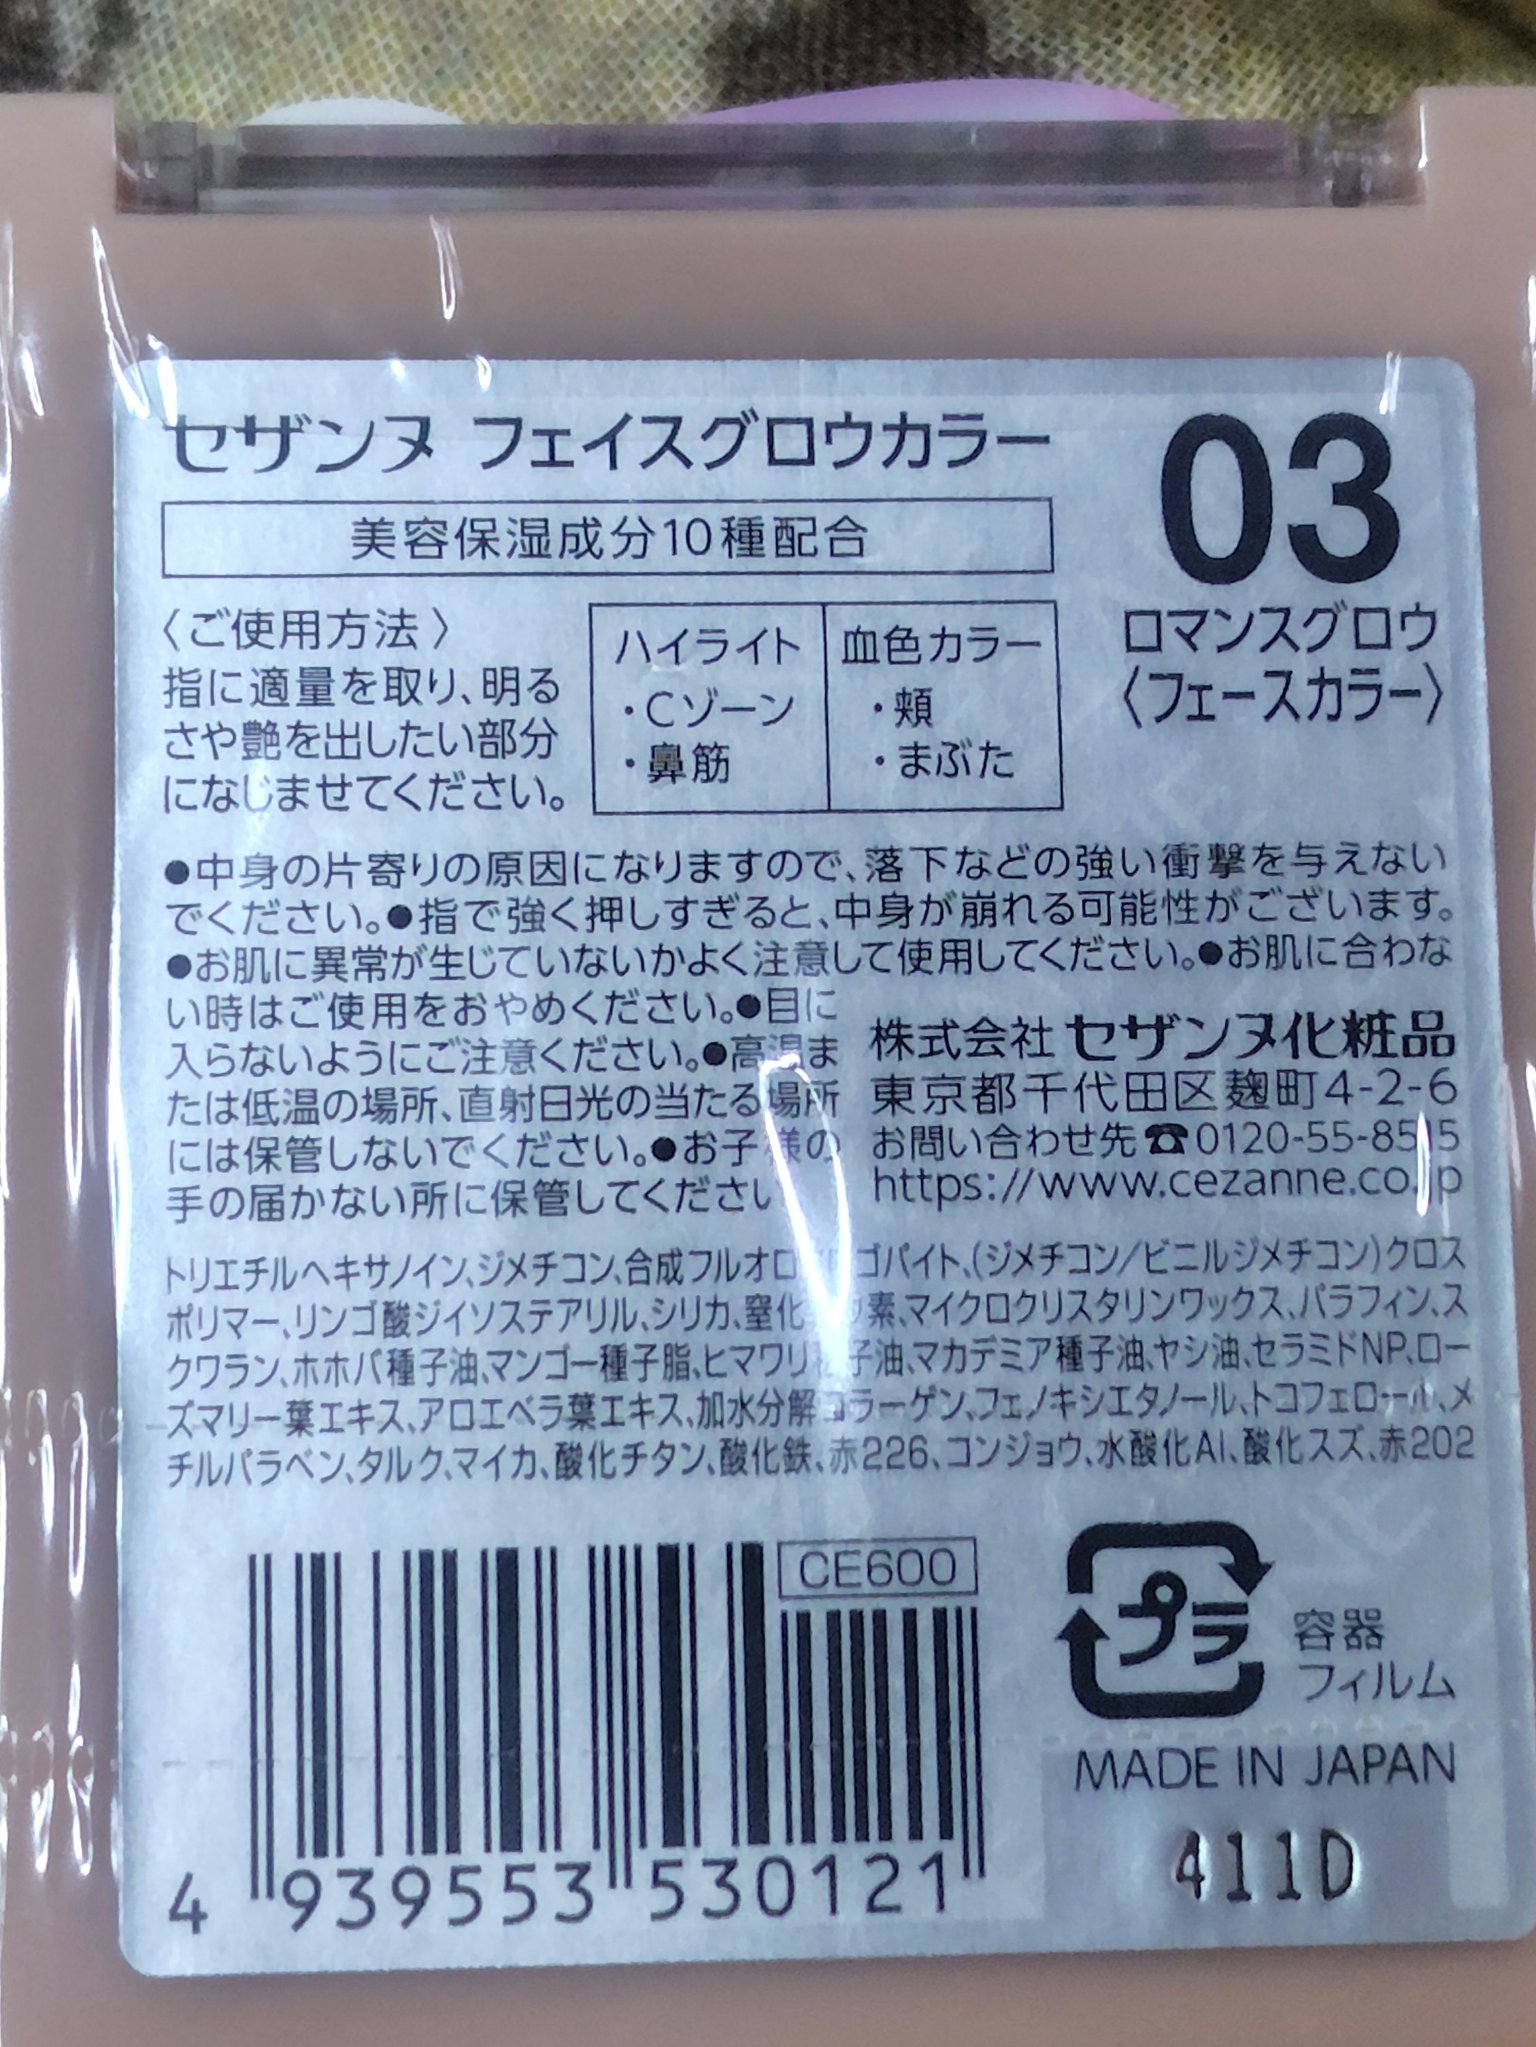 セザンヌ フェイスグロウカラー
03
美容保湿成分10種配合
ロマンスグロウ
〈フェースカラー〉
〈ご使用方法〉
指に適量を取り、明る
さや艶を出したい部分
になじませてください。
ハイライト
・Cゾーン
・鼻筋
血色カラー
・頬
・まぶた
●中身の片寄りの原因になりますので、落下などの強い衝撃を与えない
でください。●指で強く押しすぎると、中身が崩れる可能性がございます。
●お肌に異常が生じていないかよく注意して使用してください。●お肌に合わな
い時はご使用をおやめください。●目に
入らないようにご注意ください。●高温ま
たは低温の場所、直射日光の当たる場所
には保管しないでください。●お子様の
手の届かない所に保管してください
株式会社 セザンヌ化粧品
東京都千代田区麹町4-2-6
お問い合わせ先☎0120-55-8515
https://www.cezanne.co.jp
トリエチルヘキサノイン、ジメチコン、合成フルオロ ゴパイト、(ジメチコン/ビニルジメチコン)クロス
ポリマー、リンゴ酸ジイソステアリル、シリカ、窒化 素、マイクロクリスタリンワックス、パラフィン、ス
クワラン、ホホバ種子油、マンゴー種子脂、ヒマワリ種子油、マカデミア種子油、ヤシ油、セラミドNP、ロー
ズマリー葉エキス、アロエベラ葉エキス、加水分解コラーゲン、フェノキシエタノール、トコフェロール、メ
チルパラベン、タルク、マイカ、酸化チタン、酸化鉄、赤226、コンジョウ、水酸化Al、酸化スズ、赤202
CE600
4 939553 530121
プラ
容器
フィルム
MADE IN JAPAN
411D